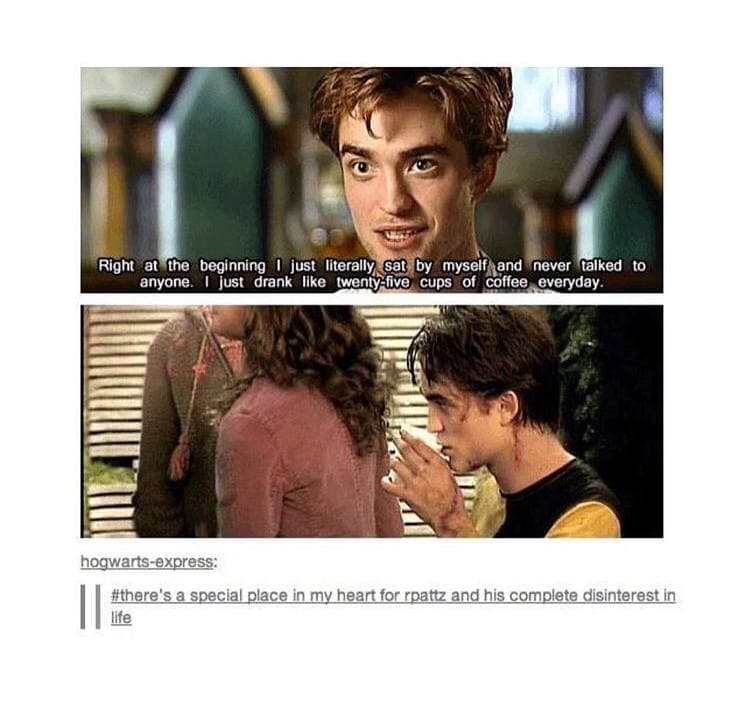 Right at the beginning I just literally sat by myself and never talked to
anyone. I just drank like twenty-five cups of coffee everyday.
hogwarts-express:
#there's a special place in my heart for rpattz and his complete disinterest in
life